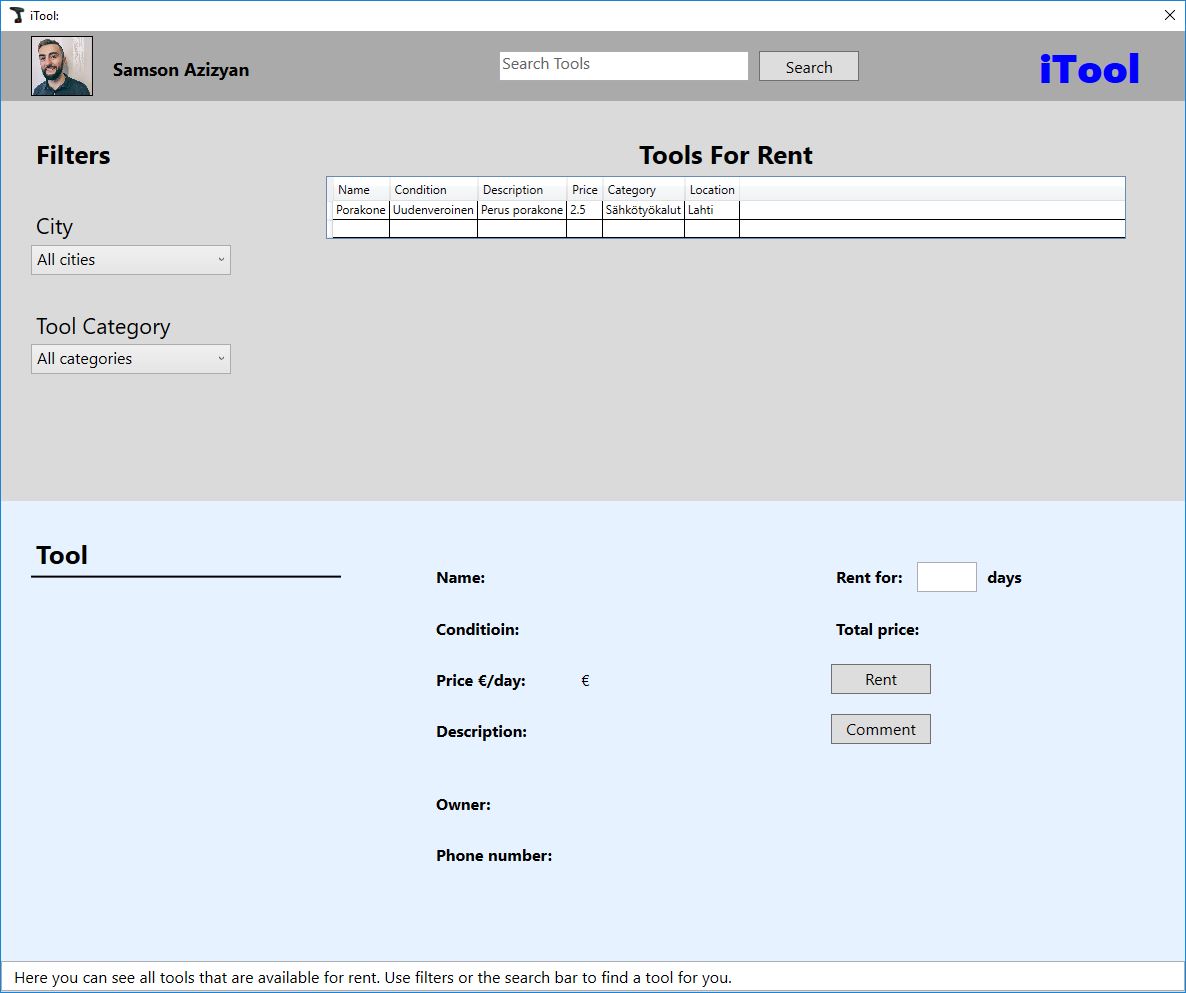 iTool:
Samson Azizyan
Search Tools
Search
iTool
Filters
Tools For Rent
Name Condition Description Price Category Location
Porakone Uudenveroinen Perus porakone 2.5 Sähkötyökalut Lahti
City
All cities
Tool Category
All categories
Tool
Name:
Rent for: days
Conditioin:
Total price:
Price €/day: €
Rent
Description:
Comment
Owner:
Phone number:
Here you can see all tools that are available for rent. Use filters or the search bar to find a tool for you.